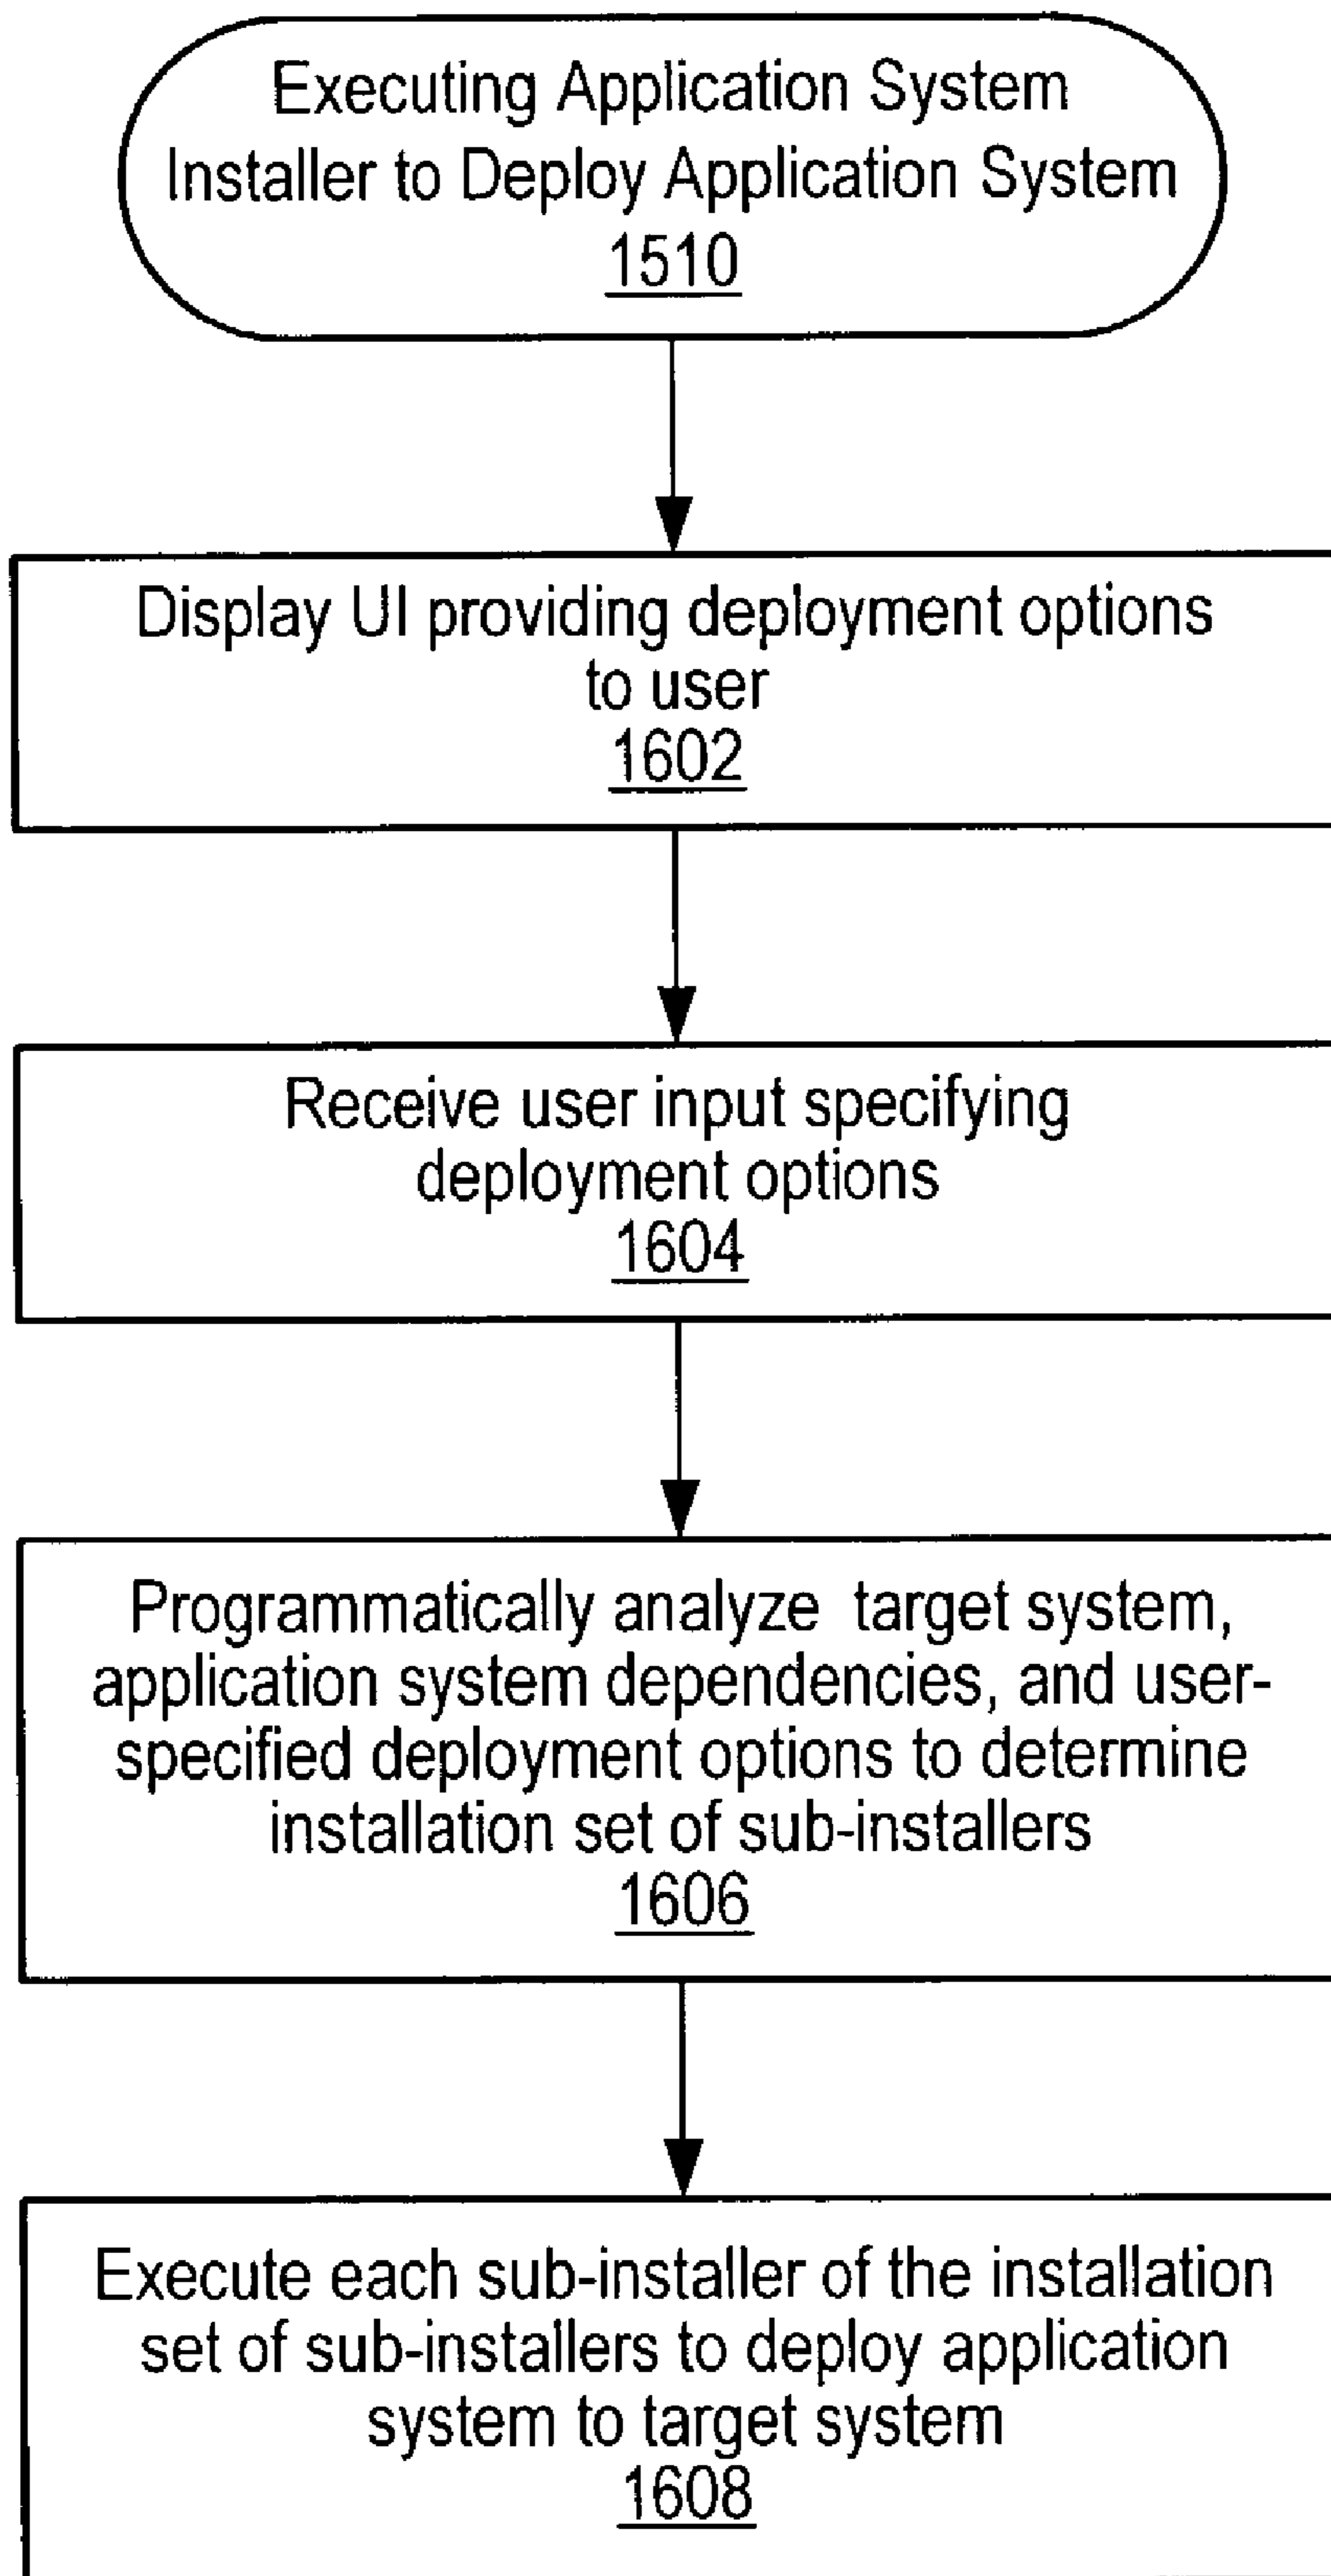 Executing Application System
Installer to Deploy Application System
1510
Display UI providing deployment options
to user
1602
Receive user input specifying
deployment options
1604
Programmatically analyze target system,
application system dependencies, and user-
specified deployment options to determine
installation set of sub-installers
1606
Execute each sub-installer of the installation
set of sub-installers to deploy application
system to target system
1608